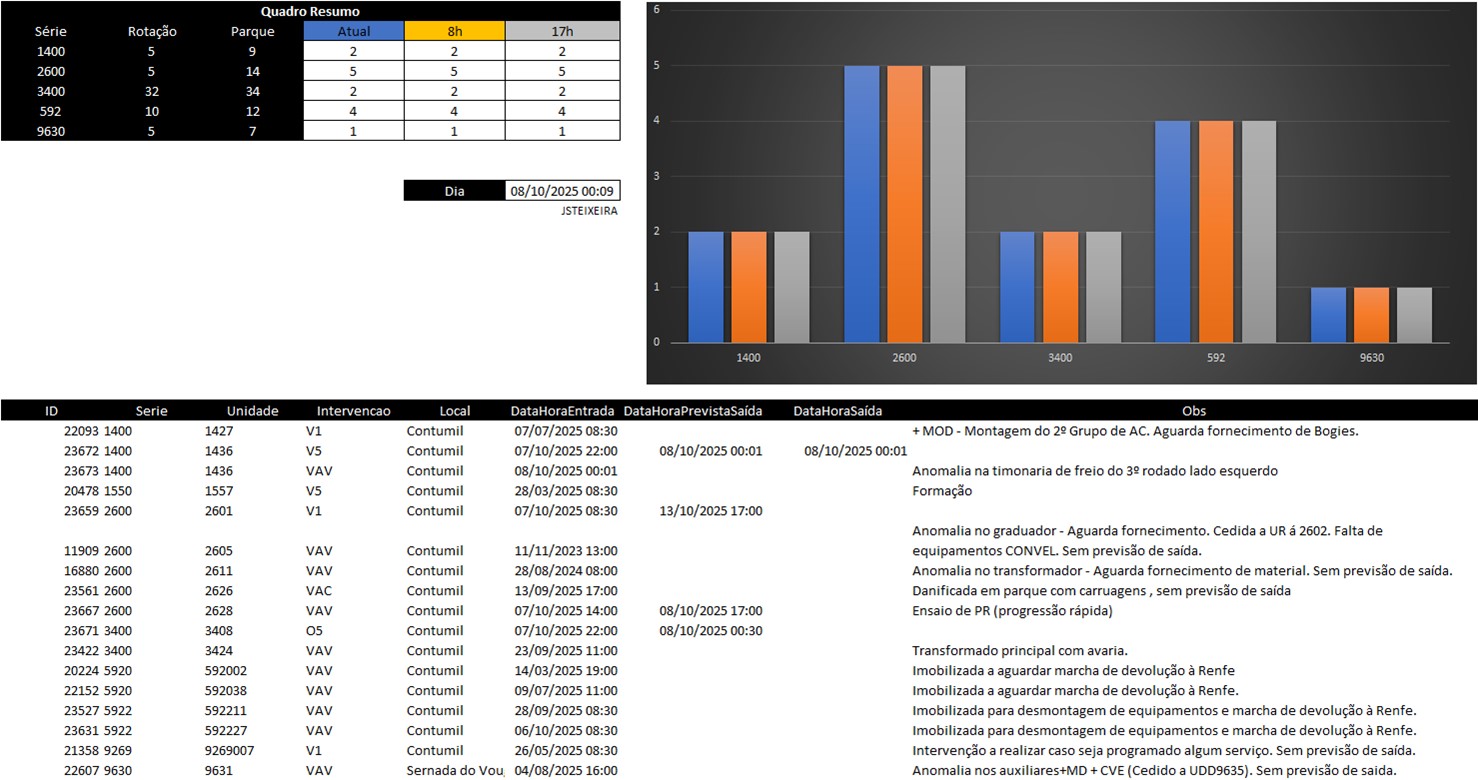 Quadro Resumo
Série Rotação Parque Atual 8h 17h
1400 5 9 2 2 2
2600 5 14 5 5 5
3400 32 34 2 2 2
592 10 12 4 4 4
9630 5 7 1 1 1
Dia 08/10/2025 00:09
JSTEIXEIRA
6
5
4
3
2
1
0
1400 2600 3400 592 9630
ID Serie Unidade Intervencao Local DataHoraEntrada DataHoraPrevistaSaída DataHoraSaída Obs
22093 1400 1427 V1 Contumil 07/07/2025 08:30 + MOD - Montagem do 2º Grupo de AC. Aguarda fornecimento de Bogies.
23672 1400 1436 V5 Contumil 07/10/2025 22:00 08/10/2025 00:01 08/10/2025 00:01
23673 1400 1436 VAV Contumil 08/10/2025 00:01 Anomalia na timonaria de freio do 3º rodado lado esquerdo
20478 1550 1557 V5 Contumil 28/03/2025 08:30 Formação
23659 2600 2601 V1 Contumil 07/10/2025 08:30 13/10/2025 17:00
Anomalia no graduador - Aguarda fornecimento. Cedida a UR á 2602. Falta de
11909 2600 2605 VAV Contumil 11/11/2023 13:00 equipamentos CONVEL. Sem previsão de saída.
16880 2600 2611 VAV Contumil 28/08/2024 08:00 Anomalia no transformador - Aguarda fornecimento de material. Sem previsão de saída.
23561 2600 2626 VAC Contumil 13/09/2025 17:00 Danificada em parque com carruagens , sem previsão de saída
23667 2600 2628 VAV Contumil 07/10/2025 14:00 08/10/2025 17:00 Ensaio de PR (progressão rápida)
23671 3400 3408 O5 Contumil 07/10/2025 22:00 08/10/2025 00:30
23422 3400 3424 VAV Contumil 23/09/2025 11:00 Transformado principal com avaria.
20224 5920 592002 VAV Contumil 14/03/2025 19:00 Imobilizada a aguardar marcha de devolução à Renfe
22152 5920 592038 VAV Contumil 09/07/2025 11:00 Imobilizada a aguardar marcha de devolução à Renfe.
23527 5922 592211 VAV Contumil 28/09/2025 08:30 Imobilizada para desmontagem de equipamentos e marcha de devolução à Renfe.
23631 5922 592227 VAV Contumil 06/10/2025 08:30 Imobilizada para desmontagem de equipamentos e marcha de devolução à Renfe.
21358 9269 9269007 V1 Contumil 26/05/2025 08:30 Intervenção a realizar caso seja programado algum serviço. Sem previsão de saída.
22607 9630 9631 VAV Sernada do Voug 04/08/2025 16:00 Anomalia nos auxiliares+MD + CVE (Cedido a UDD9635). Sem previsão de saida.